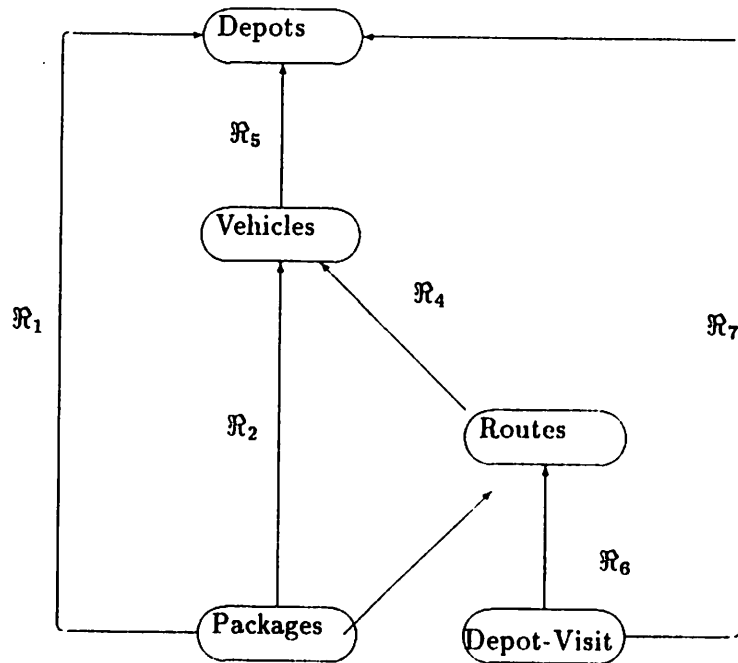 Depots
ℜ5
Vehicles
ℜ4
ℜ1
ℜ7
ℜ2
Routes
ℜ6
Packages
Depot-Visit